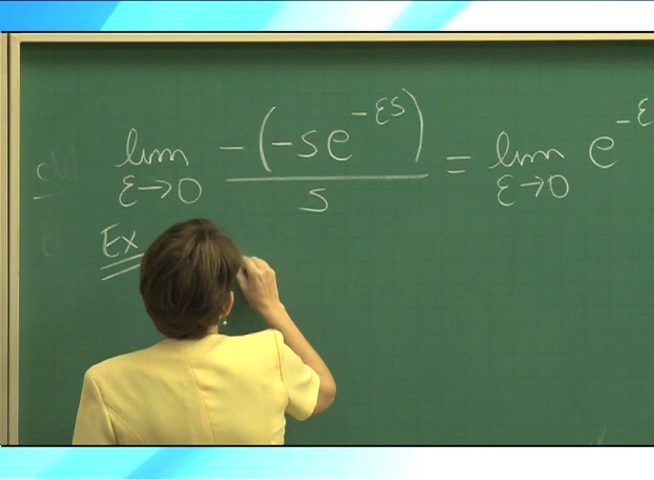 lim ε→0 -(-se^{-εs}) / s = lim ε→0 e^{-ε
Ex